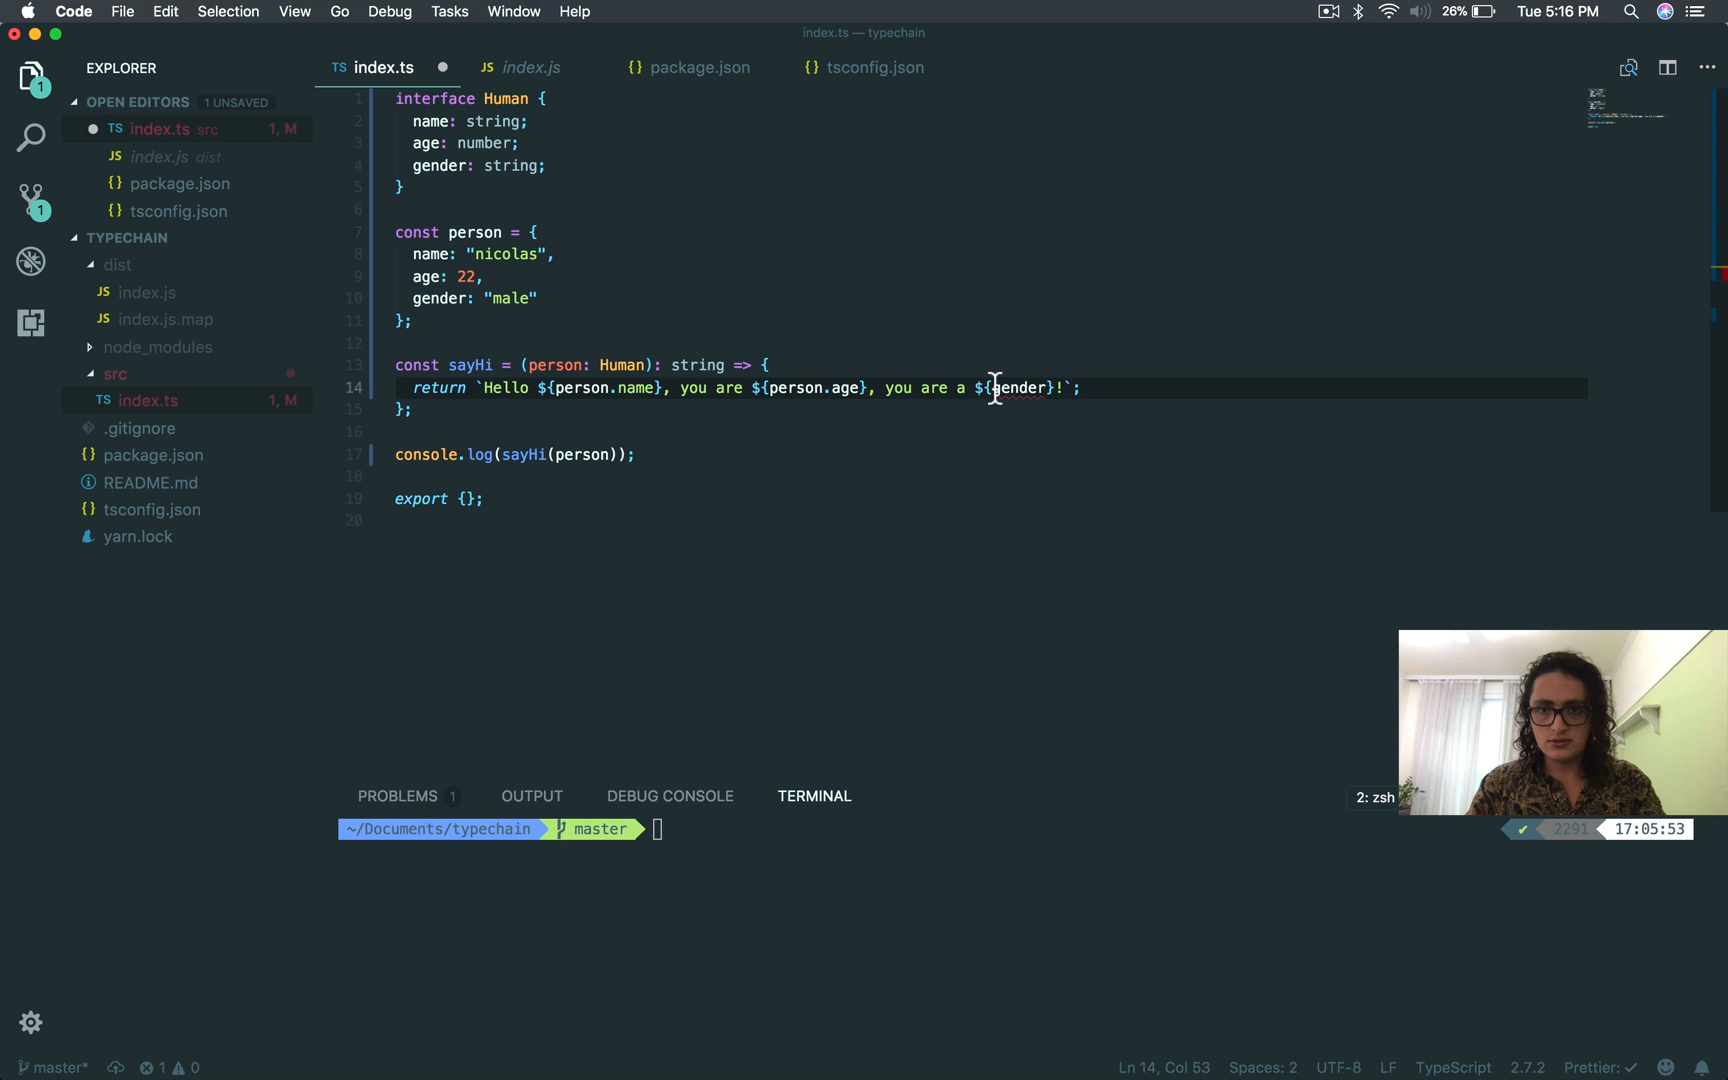 Code File Edit Selection View Go Debug Tasks Window Help 26% Tue 5:16 PM
index.ts — typechain
EXPLORER
TS index.ts JS index.js {} package.json {} tsconfig.json
OPEN EDITORS 1 UNSAVED
TS index.ts src 1, M
JS index.js dist
{} package.json
{} tsconfig.json
TYPECHAIN
dist
JS index.js
JS index.js.map
node_modules
src
TS index.ts 1, M
.gitignore
{} package.json
README.md
{} tsconfig.json
yarn.lock
1 interface Human {
2 name: string;
3 age: number;
4 gender: string;
5 }
6
7 const person = {
8 name: "nicolas",
9 age: 22,
10 gender: "male"
11 };
12
13 const sayHi = (person: Human): string => {
14 return `Hello ${person.name}, you are ${person.age}, you are a ${gender}!`;
15 };
16
17 console.log(sayHi(person));
18
19 export {};
20
PROBLEMS 1 OUTPUT DEBUG CONSOLE TERMINAL 2: zsh
~/Documents/typechain master ✔ 2291 17:05:53
master* 1 0 Ln 14, Col 53 Spaces: 2 UTF-8 LF TypeScript 2.7.2 Prettier: ✓